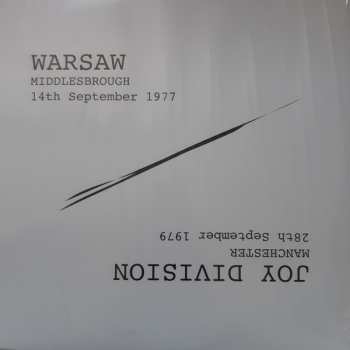 WARSAW
MIDDLESBROUGH
14th September 1977
JOY DIVISION
MANCHESTER
28th September 1979